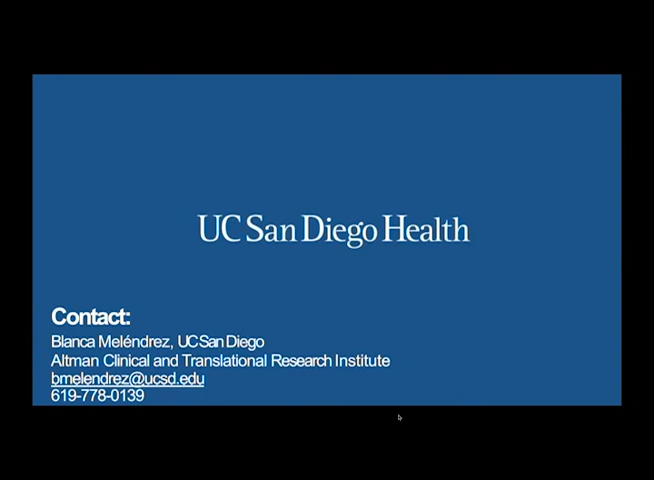 UC San Diego Health
Contact:
Blanca Meléndrez, UC San Diego
Altman Clinical and Translational Research Institute
bmelendrez@ucsd.edu
619-778-0139